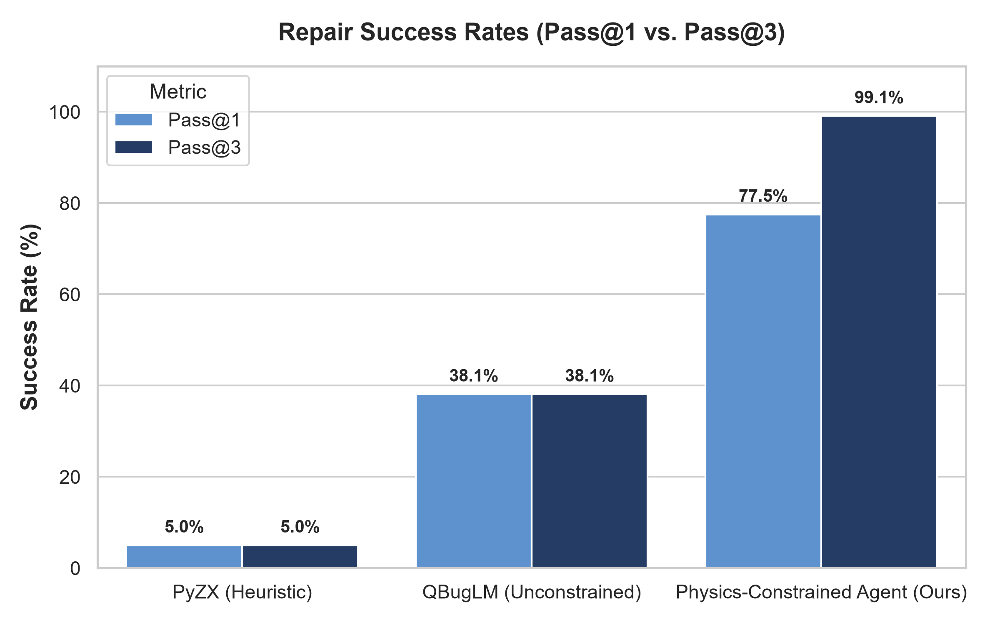 Repair Success Rates (Pass@1 vs. Pass@3)
Metric
Pass@1
Pass@3
Success Rate (%)
100
80
60
40
20
0
5.0%
5.0%
38.1%
38.1%
77.5%
99.1%
PyZX (Heuristic)
QBugLM (Unconstrained)
Physics-Constrained Agent (Ours)